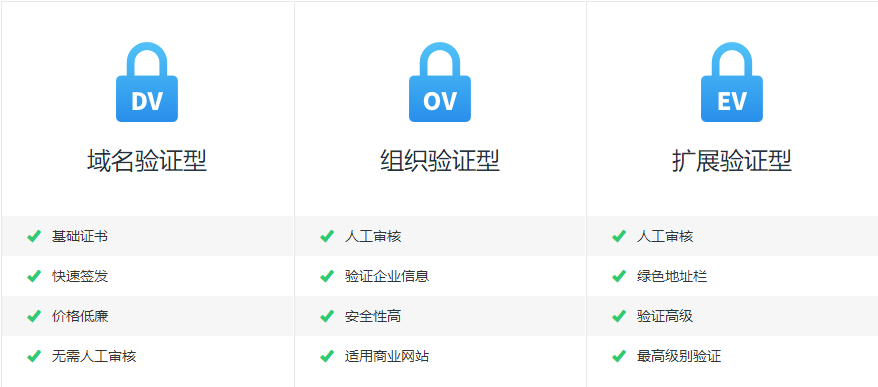 DV
OV
EV
域名验证型
组织验证型
扩展验证型
基础证书
人工审核
人工审核
快速签发
验证企业信息
绿色地址栏
价格低廉
安全性高
验证高级
无需人工审核
适用商业网站
最高级别验证